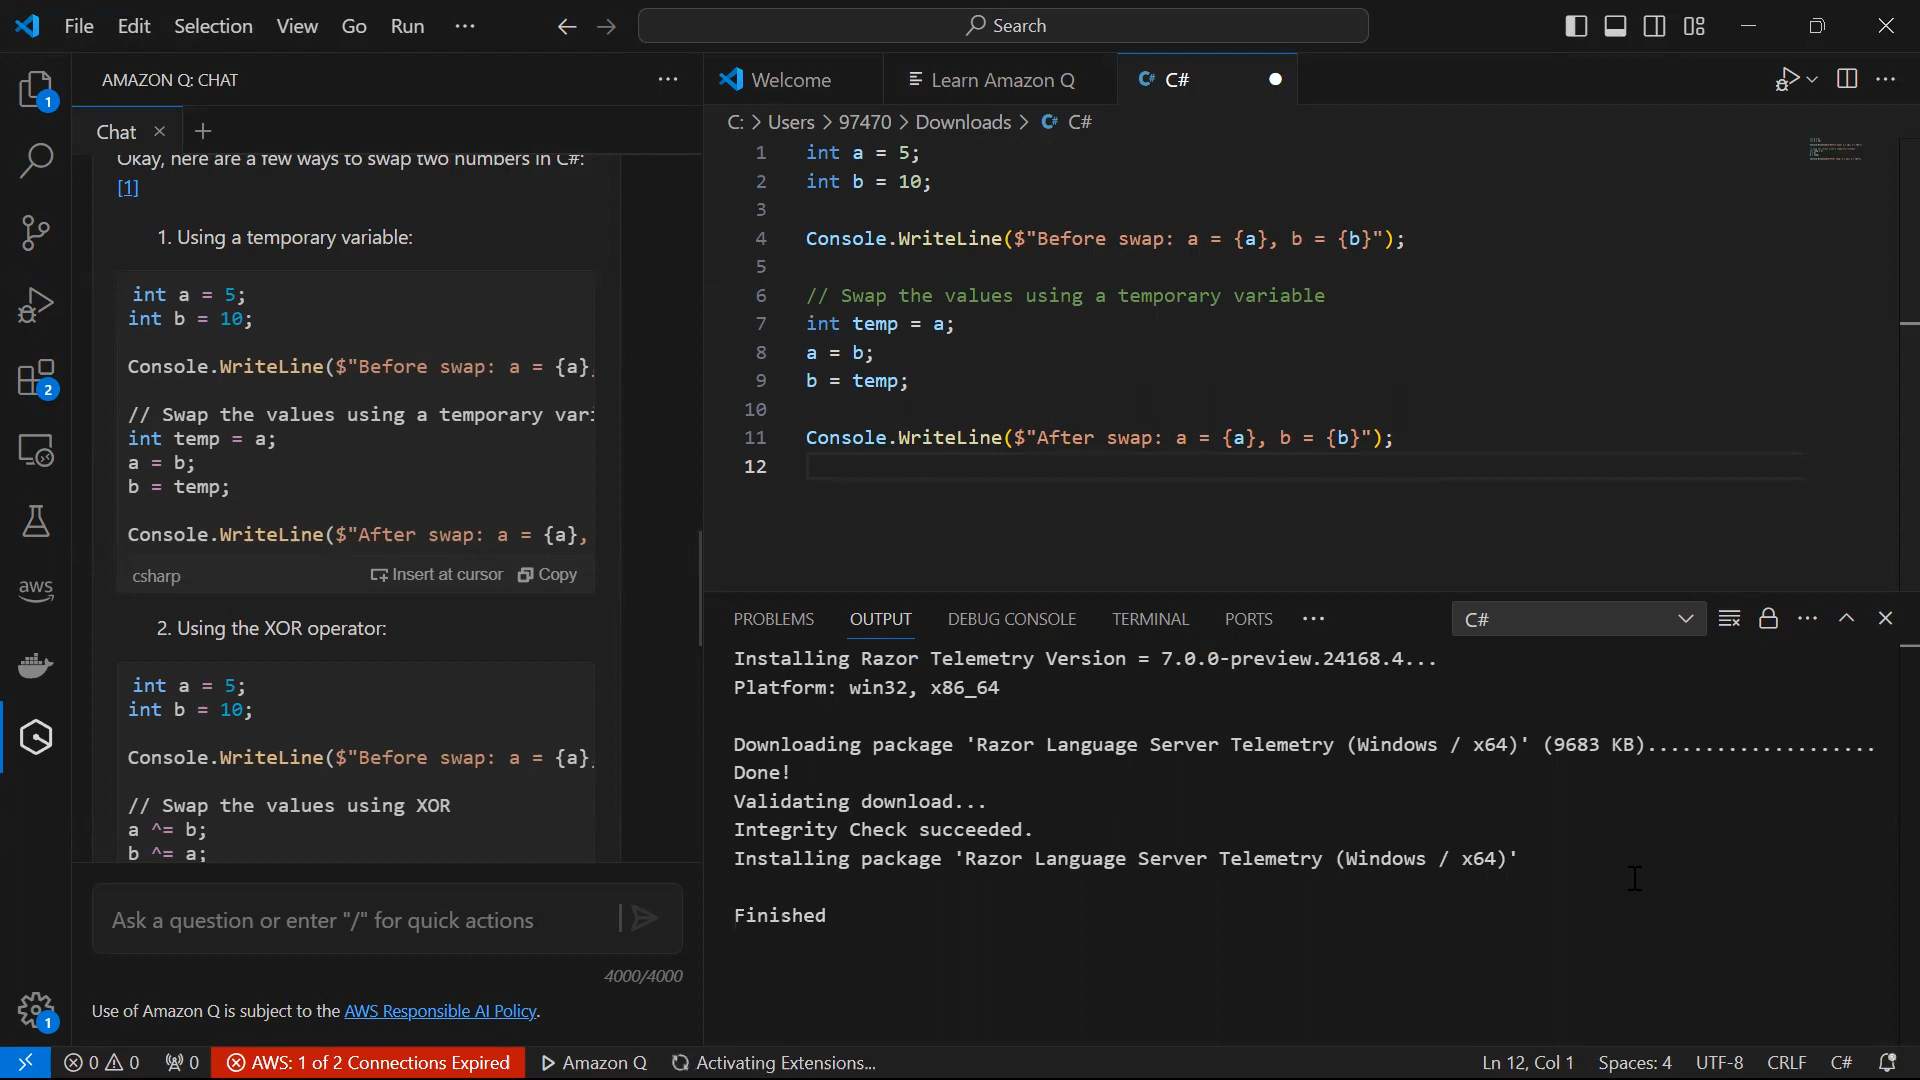 File Edit Selection View Go Run ··· Search
AMAZON Q: CHAT ···
Chat
Okay, here are a few ways to swap two numbers in C#:
[1]
1. Using a temporary variable:
int a = 5;
int b = 10;
Console.WriteLine($"Before swap: a = {a},
// Swap the values using a temporary vari
int temp = a;
a = b;
b = temp;
Console.WriteLine($"After swap: a = {a},
csharp Insert at cursor Copy
2. Using the XOR operator:
int a = 5;
int b = 10;
Console.WriteLine($"Before swap: a = {a},
// Swap the values using XOR
a ^= b;
b ^= a;
Ask a question or enter "/" for quick actions
4000/4000
Use of Amazon Q is subject to the AWS Responsible AI Policy.
1
2
aws
1
Welcome Learn Amazon Q C# C#
C: > Users > 97470 > Downloads > C# C#
1 int a = 5;
2 int b = 10;
3
4 Console.WriteLine($"Before swap: a = {a}, b = {b}");
5
6 // Swap the values using a temporary variable
7 int temp = a;
8 a = b;
9 b = temp;
10
11 Console.WriteLine($"After swap: a = {a}, b = {b}");
12
PROBLEMS OUTPUT DEBUG CONSOLE TERMINAL PORTS ··· C# ···
Installing Razor Telemetry Version = 7.0.0-preview.24168.4...
Platform: win32, x86_64
Downloading package 'Razor Language Server Telemetry (Windows / x64)' (9683 KB)....................
Done!
Validating download...
Integrity Check succeeded.
Installing package 'Razor Language Server Telemetry (Windows / x64)'
Finished
0 0 0 AWS: 1 of 2 Connections Expired Amazon Q Activating Extensions... Ln 12, Col 1 Spaces: 4 UTF-8 CRLF C#